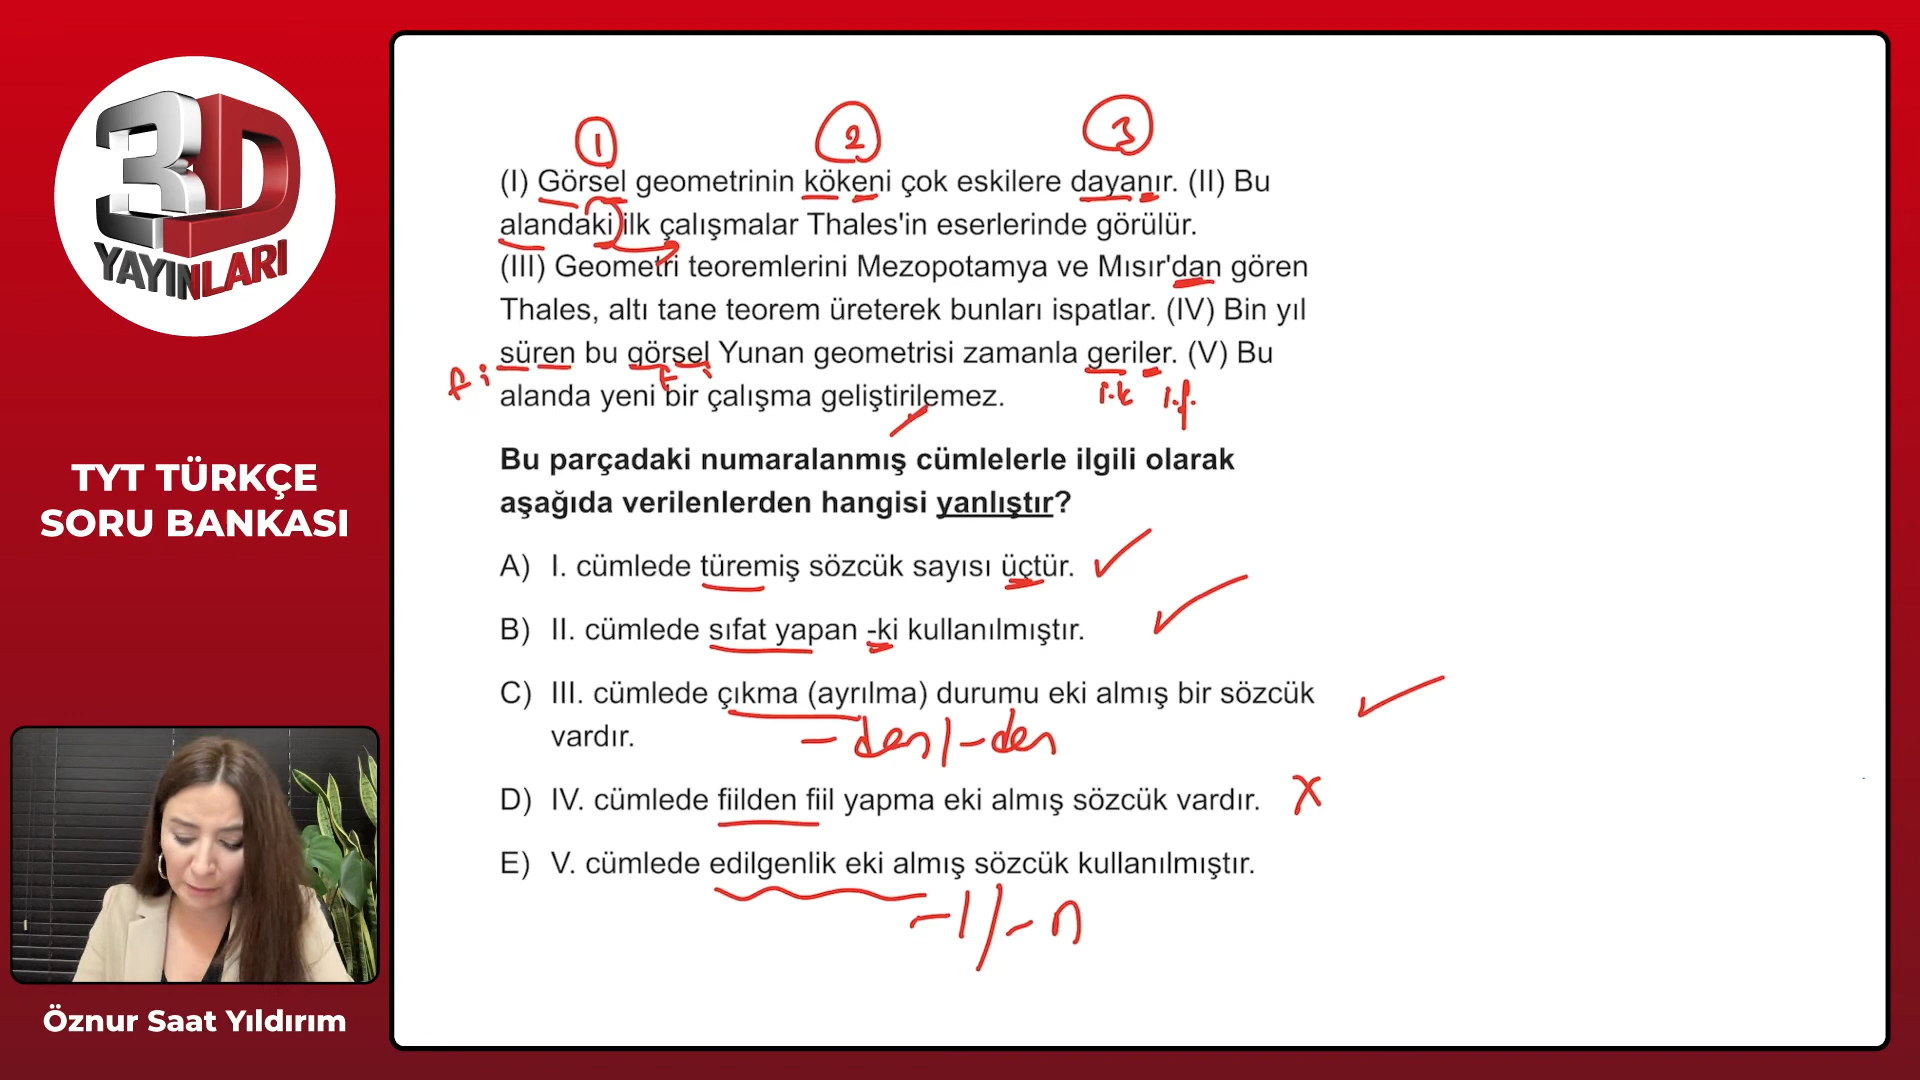 3D
YAYINLARI
TYT TÜRKÇE
SORU BANKASI
Öznur Saat Yıldırım
1 2 3
(I) Görsel geometrinin kökeni çok eskilere dayanır. (II) Bu
alandaki ilk çalışmalar Thales'in eserlerinde görülür.
(III) Geometri teoremlerini Mezopotamya ve Mısır'dan gören
Thales, altı tane teorem üreterek bunları ispatlar. (IV) Bin yıl
süren bu görsel Yunan geometrisi zamanla geriler. (V) Bu
f i f i
alanda yeni bir çalışma geliştirilemez.
i.k i.f.
Bu parçadaki numaralanmış cümlelerle ilgili olarak
aşağıda verilenlerden hangisi yanlıştır?
A) I. cümlede türemiş sözcük sayısı üçtür.
B) II. cümlede sıfat yapan -ki kullanılmıştır.
C) III. cümlede çıkma (ayrılma) durumu eki almış bir sözcük
vardır.
- den / - den
D) IV. cümlede fiilden fiil yapma eki almış sözcük vardır. X
E) V. cümlede edilgenlik eki almış sözcük kullanılmıştır.
- l / - n